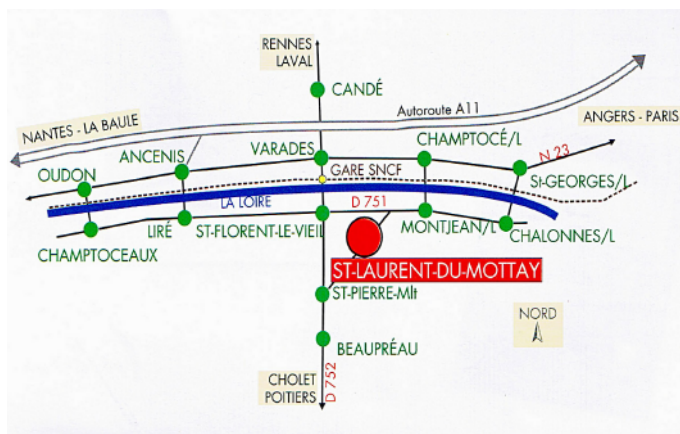 RENNES
LAVAL
CANDÉ
Autoroute A11
ANGERS - PARIS
NANTES - LA BAULE
ANCENIS
VARADES
CHAMPTOCÉ/L
N 23
OUDON
GARE SNCF
St-GEORGES/L
LA LOIRE
D 751
CHAMPTOCEAUX
LIRÉ
ST-FLORENT-LE-VIEIL
MONTJEAN/L
CHALONNES/L
ST-LAURENT-DU-MOTTAY
ST-PIERRE-Mlt
NORD
BEAUPRÉAU
CHOLET
POITIERS
D 752